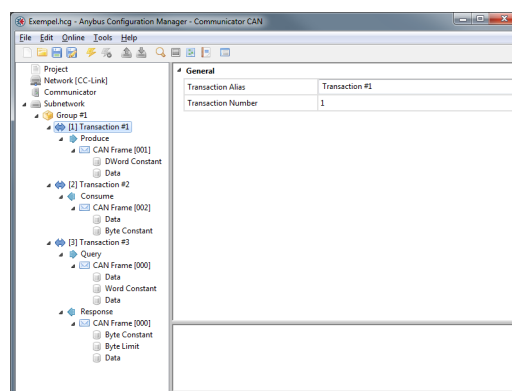 Exempel.hcg - Anybus Configuration Manager - Communicator CAN
File Edit Online Tools Help
Project
Network [CC-Link]
Communicator
Subnetwork
Group #1
[1] Transaction #1
Produce
CAN Frame [001]
DWord Constant
Data
[2] Transaction #2
Consume
CAN Frame [002]
Data
Byte Constant
[3] Transaction #3
Query
CAN Frame [000]
Data
Word Constant
Data
Response
CAN Frame [000]
Byte Constant
Byte Limit
Data
General
Transaction Alias Transaction #1
Transaction Number 1